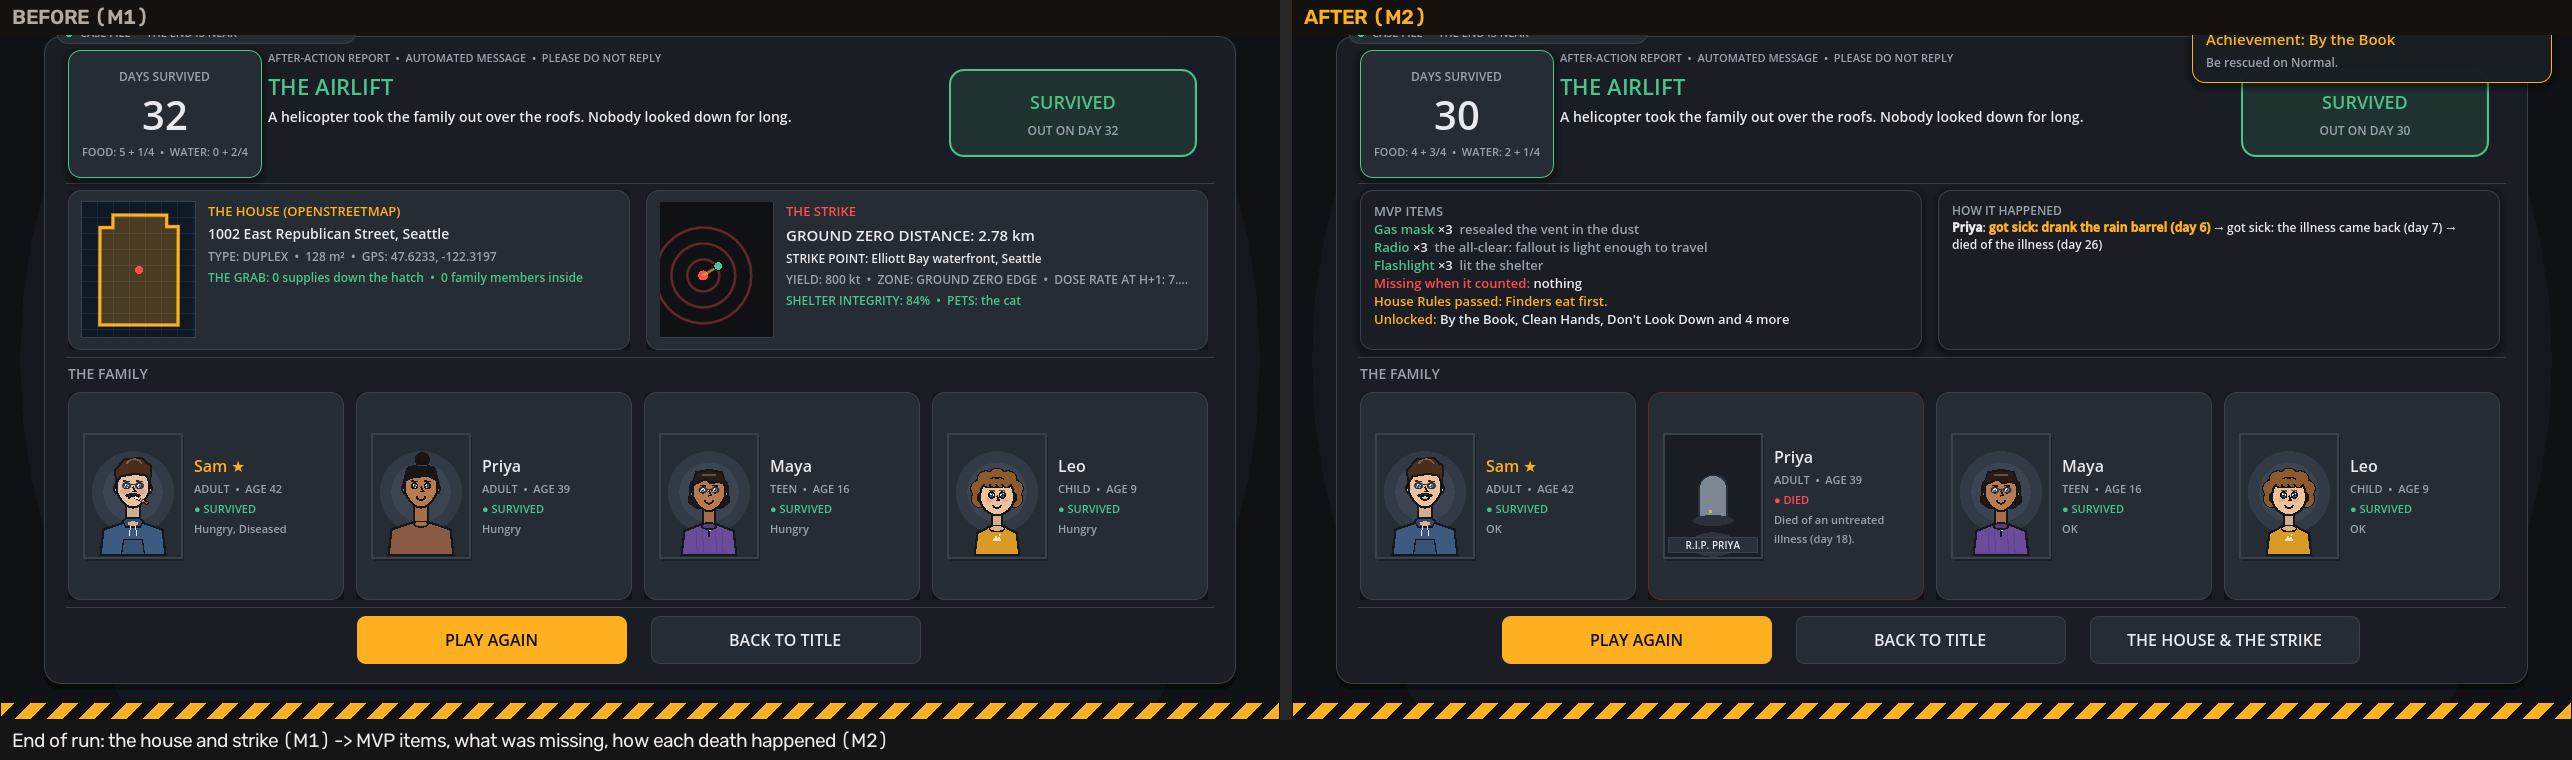 BEFORE (M1)
CASE FILE THE END IS NEAR
DAYS SURVIVED
32
FOOD: 5 + 1/4 • WATER: 0 + 2/4
AFTER-ACTION REPORT • AUTOMATED MESSAGE • PLEASE DO NOT REPLY
THE AIRLIFT
A helicopter took the family out over the roofs. Nobody looked down for long.
SURVIVED
OUT ON DAY 32
THE HOUSE (OPENSTREETMAP)
1002 East Republican Street, Seattle
TYPE: DUPLEX • 128 m² • GPS: 47.6233, -122.3197
THE GRAB: 0 supplies down the hatch • 0 family members inside
THE STRIKE
GROUND ZERO DISTANCE: 2.78 km
STRIKE POINT: Elliott Bay waterfront, Seattle
YIELD: 800 kt • ZONE: GROUND ZERO EDGE • DOSE RATE AT H+1: 7....
SHELTER INTEGRITY: 84% • PETS: the cat
THE FAMILY
Sam ★
ADULT • AGE 42
● SURVIVED
Hungry, Diseased
Priya
ADULT • AGE 39
● SURVIVED
Hungry
Maya
TEEN • AGE 16
● SURVIVED
Hungry
Leo
CHILD • AGE 9
● SURVIVED
Hungry
PLAY AGAIN
BACK TO TITLE
AFTER (M2)
CASE FILE THE END IS NEAR
Achievement: By the Book
Be rescued on Normal.
DAYS SURVIVED
30
FOOD: 4 + 3/4 • WATER: 2 + 1/4
AFTER-ACTION REPORT • AUTOMATED MESSAGE • PLEASE DO NOT REPLY
THE AIRLIFT
A helicopter took the family out over the roofs. Nobody looked down for long.
SURVIVED
OUT ON DAY 30
MVP ITEMS
Gas mask ×3 resealed the vent in the dust
Radio ×3 the all-clear: fallout is light enough to travel
Flashlight ×3 lit the shelter
Missing when it counted: nothing
House Rules passed: Finders eat first.
Unlocked: By the Book, Clean Hands, Don't Look Down and 4 more
HOW IT HAPPENED
Priya: got sick: drank the rain barrel (day 6) → got sick: the illness came back (day 7) →
died of the illness (day 26)
THE FAMILY
Sam ★
ADULT • AGE 42
● SURVIVED
OK
R.I.P. PRIYA
Priya
ADULT • AGE 39
● DIED
Died of an untreated
illness (day 18).
Maya
TEEN • AGE 16
● SURVIVED
OK
Leo
CHILD • AGE 9
● SURVIVED
OK
PLAY AGAIN
BACK TO TITLE
THE HOUSE & THE STRIKE
End of run: the house and strike (M1) -> MVP items, what was missing, how each death happened (M2)